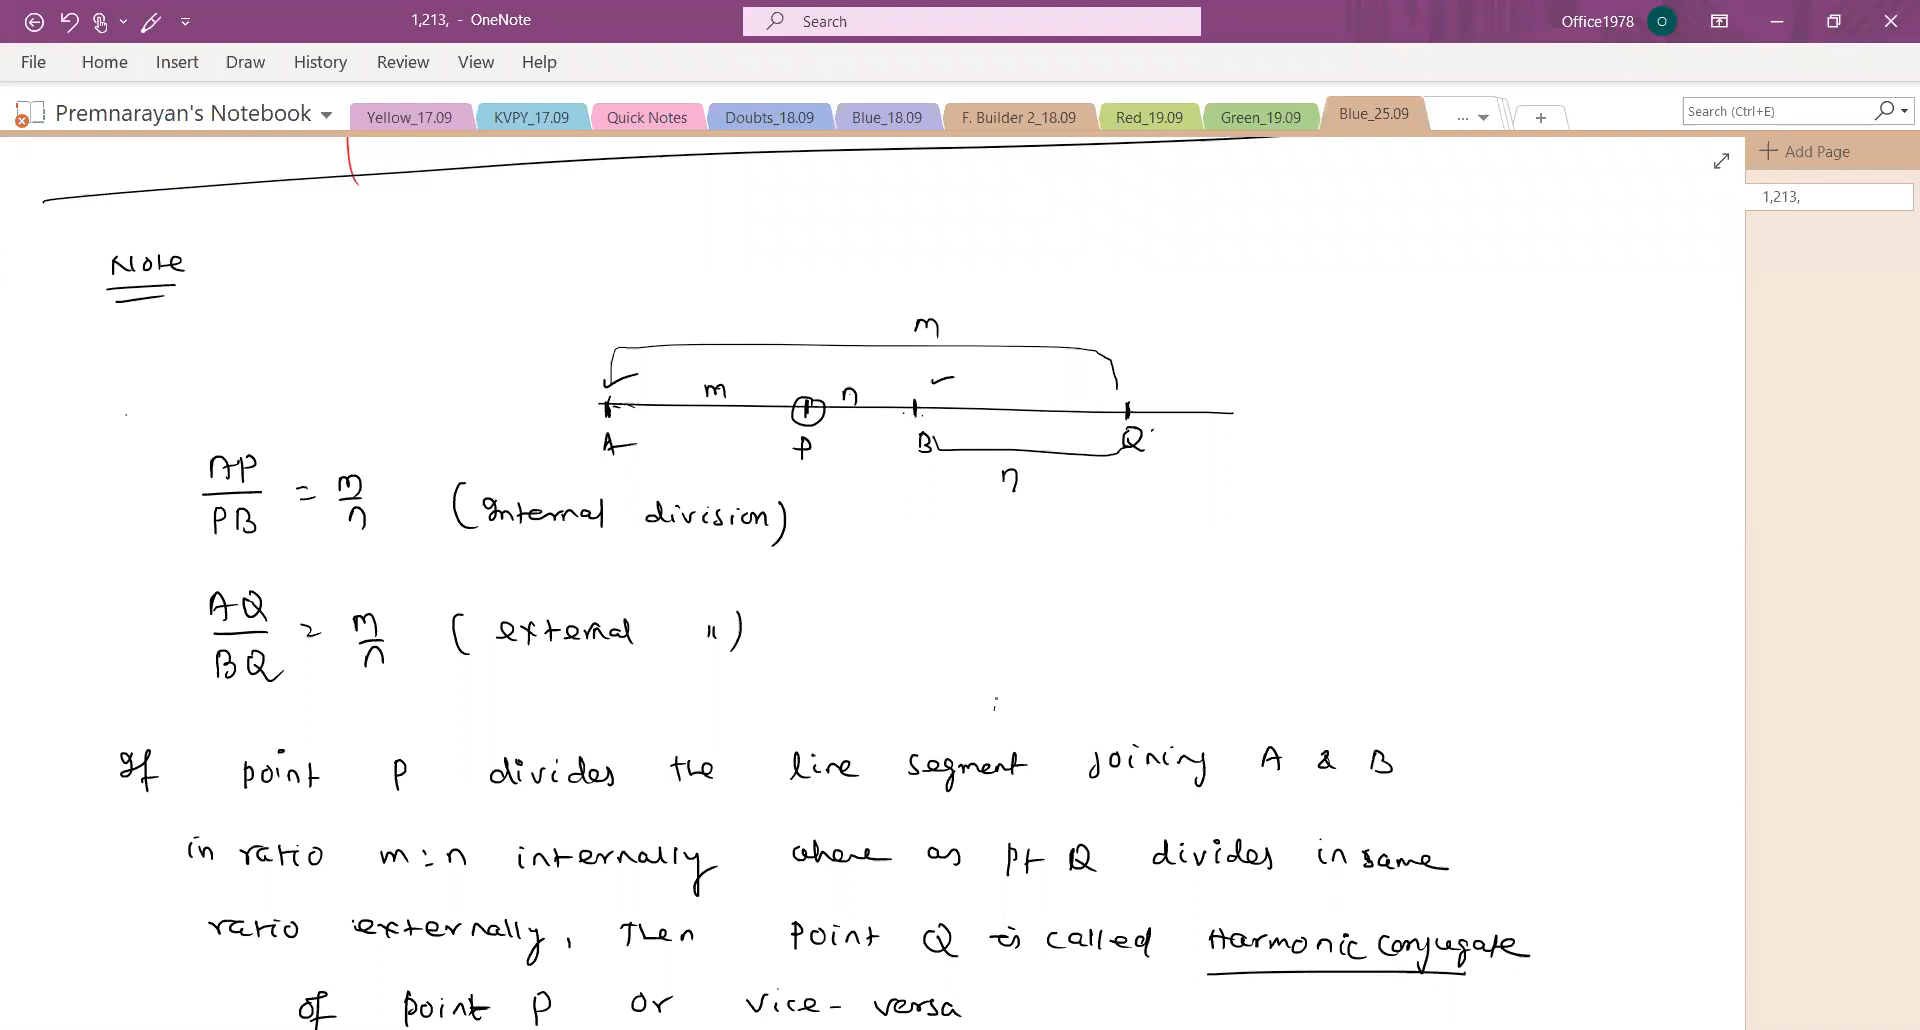 1,213, - OneNote
Search
Office1978
O
File Home Insert Draw History Review View Help
Premnarayan's Notebook
Yellow_17.09 KVPY_17.09 Quick Notes Doubts_18.09 Blue_18.09 F. Builder 2_18.09 Red_19.09 Green_19.09 Blue_25.09 ... +
Search (Ctrl+E)
+ Add Page
1,213,
Note
m
m n
A P B Q
n
AP/PB = m/n (Internal division)
AQ/BQ = m/n (external ")
If point P divides the line segment joining A & B
in ratio m:n internally where as pt Q divides in same
ratio externally, then point Q is called Harmonic conjugate
of point P or vice-versa